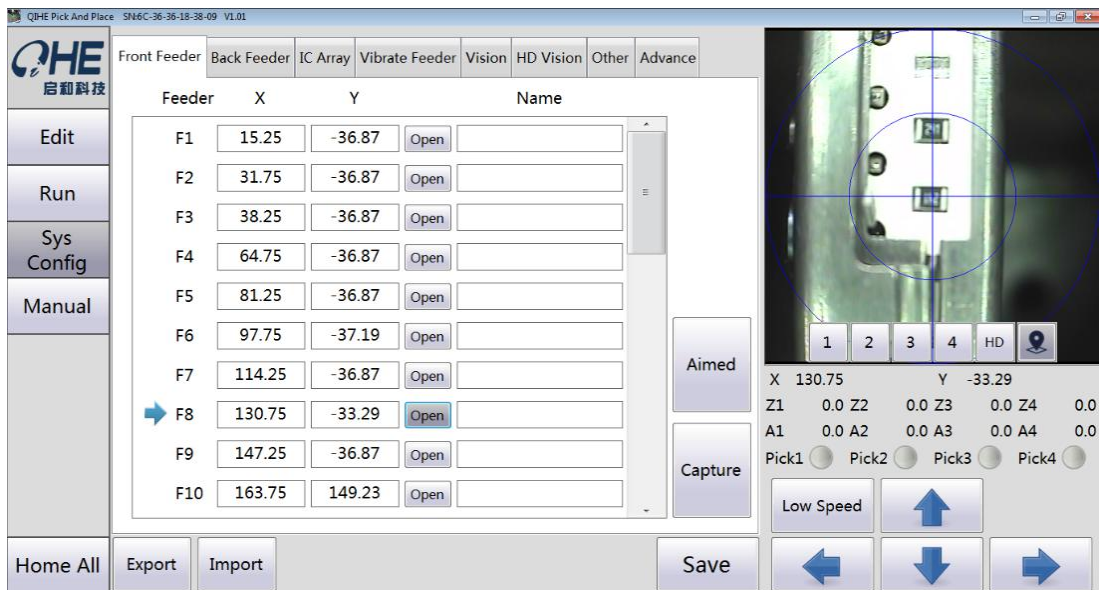 QIHE Pick And Place SN:6C-36-36-18-38-09 V1.01
QiHE
启和科技
Edit
Run
Sys
Config
Manual
Home All
Front Feeder Back Feeder IC Array Vibrate Feeder Vision HD Vision Other Advance
Feeder X Y Name
F1 15.25 -36.87 Open
F2 31.75 -36.87 Open
F3 38.25 -36.87 Open
F4 64.75 -36.87 Open
F5 81.25 -36.87 Open
F6 97.75 -37.19 Open
F7 114.25 -36.87 Open
F8 130.75 -33.29 Open
F9 147.25 -36.87 Open
F10 163.75 149.23 Open
Aimed
Capture
Export Import Save
1 2 3 4 HD
X 130.75 Y -33.29
Z1 0.0 Z2 0.0 Z3 0.0 Z4 0.0
A1 0.0 A2 0.0 A3 0.0 A4 0.0
Pick1 Pick2 Pick3 Pick4
Low Speed